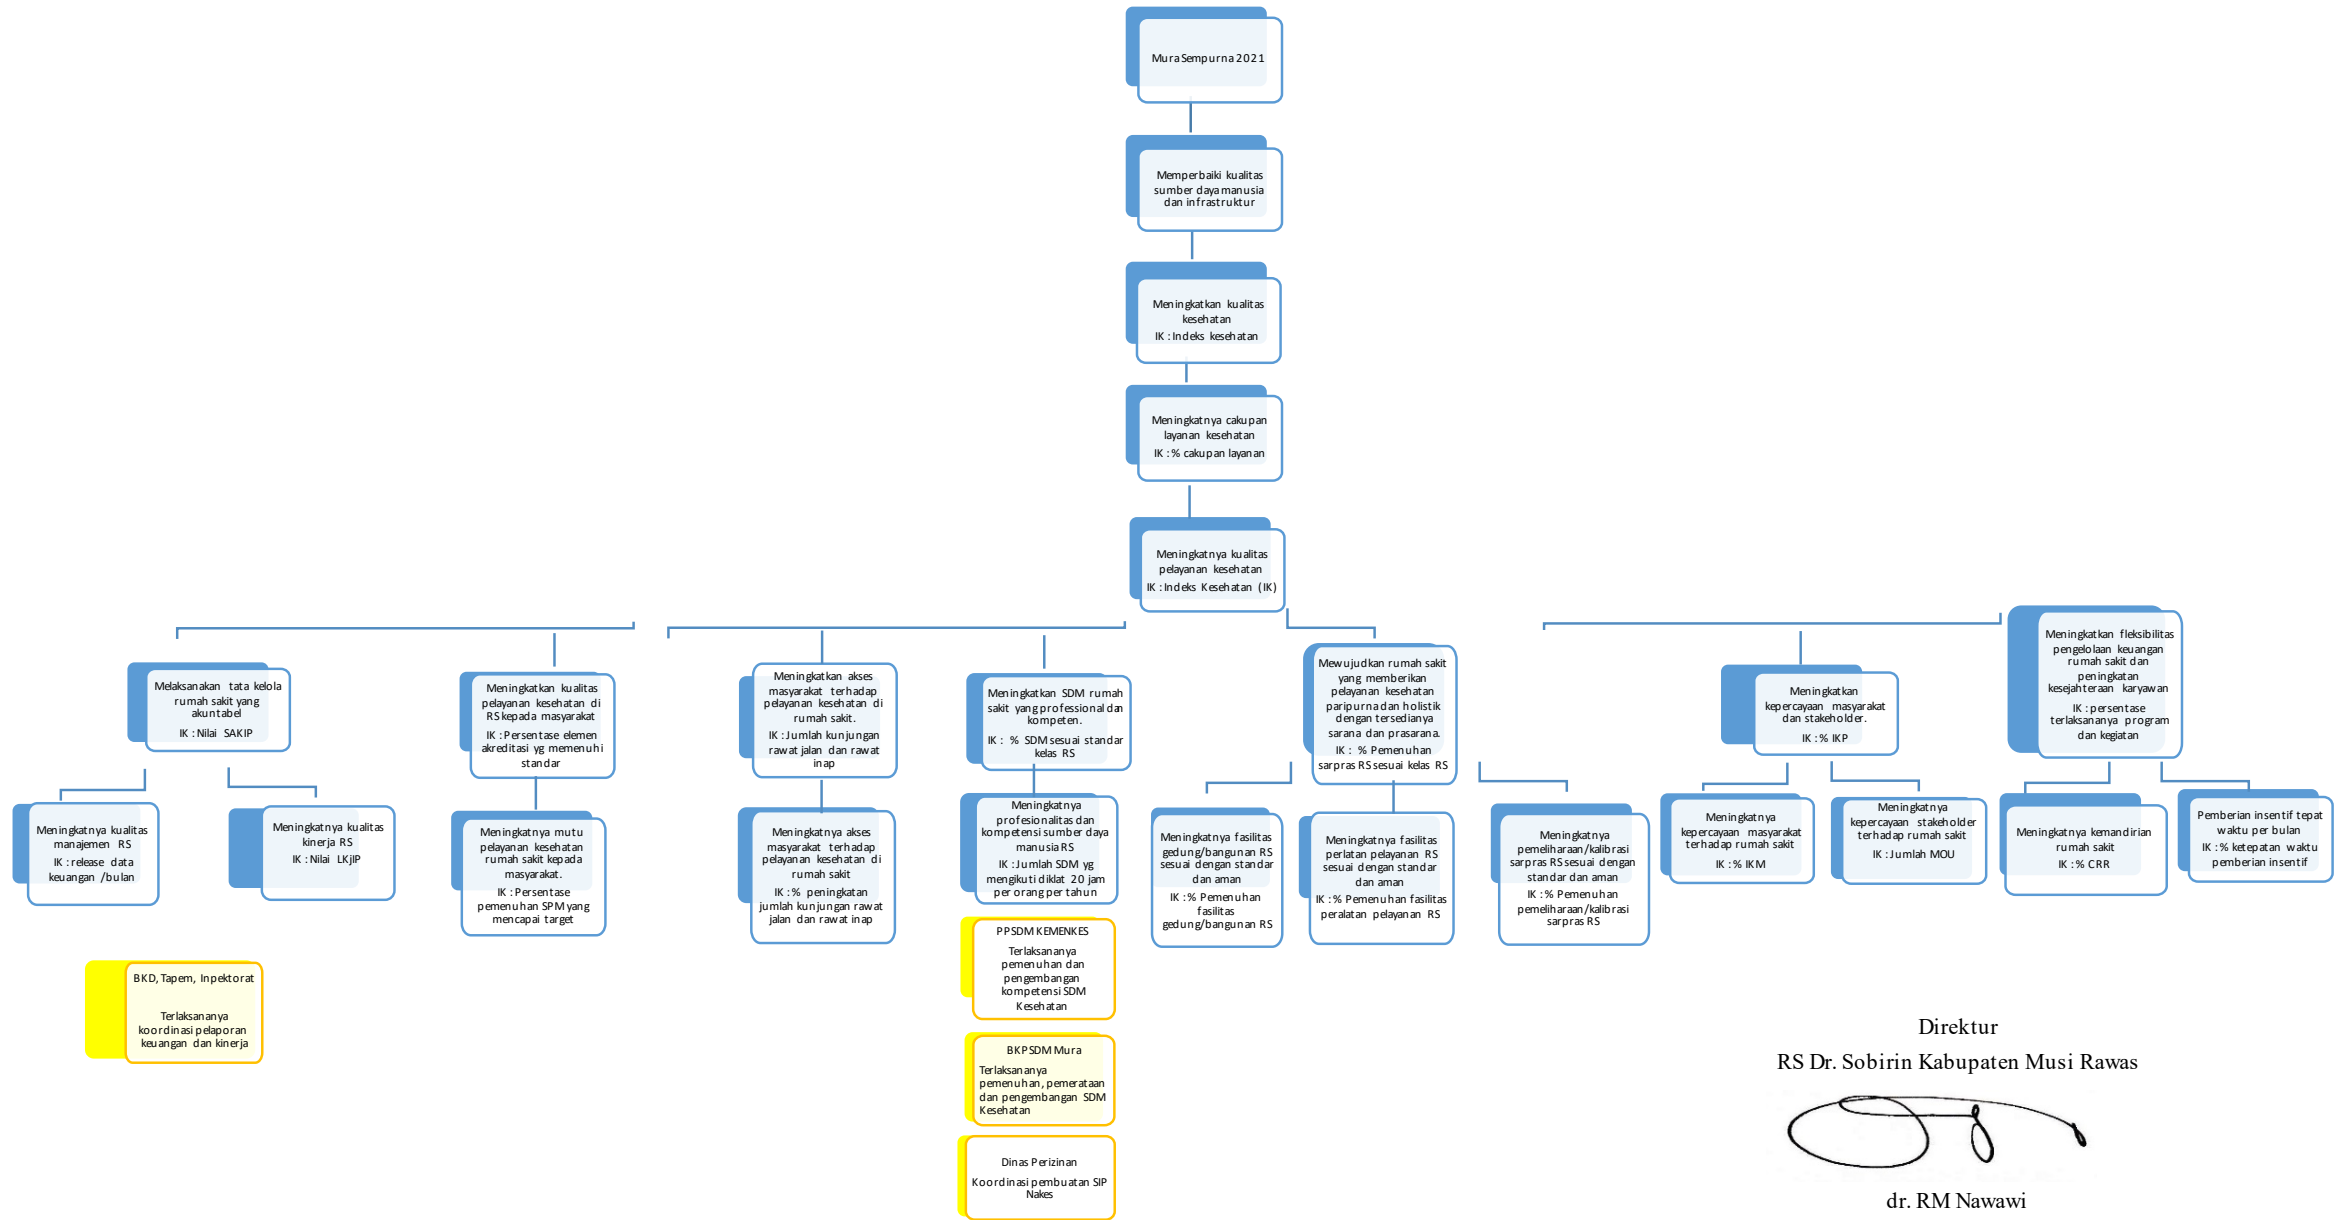 Mura Sempurna 2021
Memperbaiki kualitas
sumber daya manusia
dan infrastruktur
Meningkatkan kualitas
kesehatan
IK : Indeks kesehatan
Meningkatnya cakupan
layanan kesehatan
IK : % cakupan layanan
Meningkatnya kualitas
pelayanan kesehatan
IK : Indeks Kesehatan (IK)
Melaksanakan tata kelola
rumah sakit yang
akuntabel
IK : Nilai SAKIP
Meningkatkan kualitas
pelayanan kesehatan di
RS kepada masyarakat
IK : Persentase elemen
akreditasi yg memenuhi
standar
Meningkatkan akses
masyarakat terhadap
pelayanan kesehatan di
rumah sakit.
IK : Jumlah kunjungan
rawat jalan dan rawat
inap
Meningkatkan SDM rumah
sakit yang professional dan
kompeten.
IK : % SDM sesuai standar
kelas RS
Mewujudkan rumah sakit
yang memberikan
pelayanan kesehatan
paripurna dan holistik
dengan tersedianya
sarana dan prasarana.
IK : % Pemenuhan
sarpras RS sesuai kelas RS
Meningkatkan
kepercayaan masyarakat
dan stakeholder.
IK : % IKP
Meningkatkan fleksibilitas
pengelolaan keuangan
rumah sakit dan
peningkatan
kesejahteraan karyawan
IK : persentase
terlaksananya program
dan kegiatan
Meningkatnya kualitas
manajemen RS
IK : release data
keuangan /bulan
Meningkatnya kualitas
kinerja RS
IK : Nilai LKjIP
Meningkatnya mutu
pelayanan kesehatan
rumah sakit kepada
masyarakat.
IK : Persentase
pemenuhan SPM yang
mencapai target
Meningkatnya akses
masyarakat terhadap
pelayanan kesehatan di
rumah sakit
IK : % peningkatan
jumlah kunjungan rawat
jalan dan rawat inap
Meningkatnya
profesionalitas dan
kompetensi sumber daya
manusia RS
IK : Jumlah SDM yg
mengikuti diklat 20 jam
per orang per tahun
Meningkatnya fasilitas
gedung/bangunan RS
sesuai dengan standar
dan aman
IK : % Pemenuhan
fasilitas
gedung/bangunan RS
Meningkatnya fasilitas
perlatan pelayanan RS
sesuai dengan standar
dan aman
IK : % Pemenuhan fasilitas
peralatan pelayanan RS
Meningkatnya
pemeliharaan/kalibrasi
sarpras RS sesuai dengan
standar dan aman
IK : % Pemenuhan
pemeliharaan/kalibrasi
sarpras RS
Meningkatnya
kepercayaan masyarakat
terhadap rumah sakit
IK : % IKM
Meningkatnya
kepercayaan stakeholder
terhadap rumah sakit
IK : Jumlah MOU
Meningkatnya kemandirian
rumah sakit
IK : % CRR
Pemberian insentif tepat
waktu per bulan
IK : % ketepatan waktu
pemberian insentif
BKD, Tapem, Inpektorat
Terlaksananya
koordinasi pelaporan
keuangan dan kinerja
PPSDM KEMENKES
Terlaksananya
pemenuhan dan
pengembangan
kompetensi SDM
Kesehatan
BKPSDM Mura
Terlaksananya
pemenuhan, pemerataan
dan pengembangan SDM
Kesehatan
Dinas Perizinan
Koordinasi pembuatan SIP
Nakes
Direktur
RS Dr. Sobirin Kabupaten Musi Rawas
dr. RM Nawawi